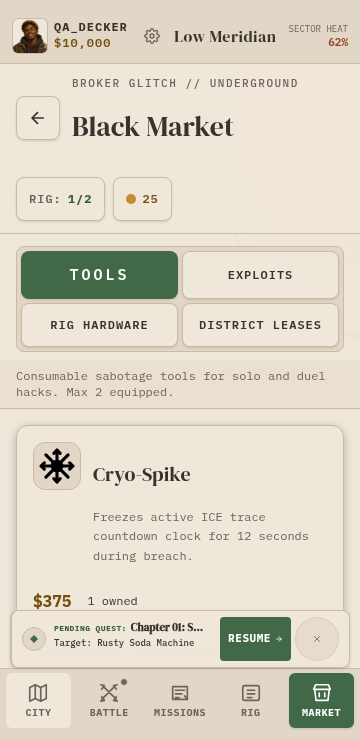 QA_DECKER
$10,000
Low Meridian
SECTOR HEAT
62%
BROKER GLITCH // UNDERGROUND
Black Market
RIG: 1/2
25
TOOLS
EXPLOITS
RIG HARDWARE
DISTRICT LEASES
Consumable sabotage tools for solo and duel
hacks. Max 2 equipped.
Cryo-Spike
Freezes active ICE trace
countdown clock for 12 seconds
during breach.
$375 1 owned
PENDING QUEST: Chapter 01: S...
Target: Rusty Soda Machine
RESUME →
×
CITY
BATTLE
MISSIONS
RIG
MARKET